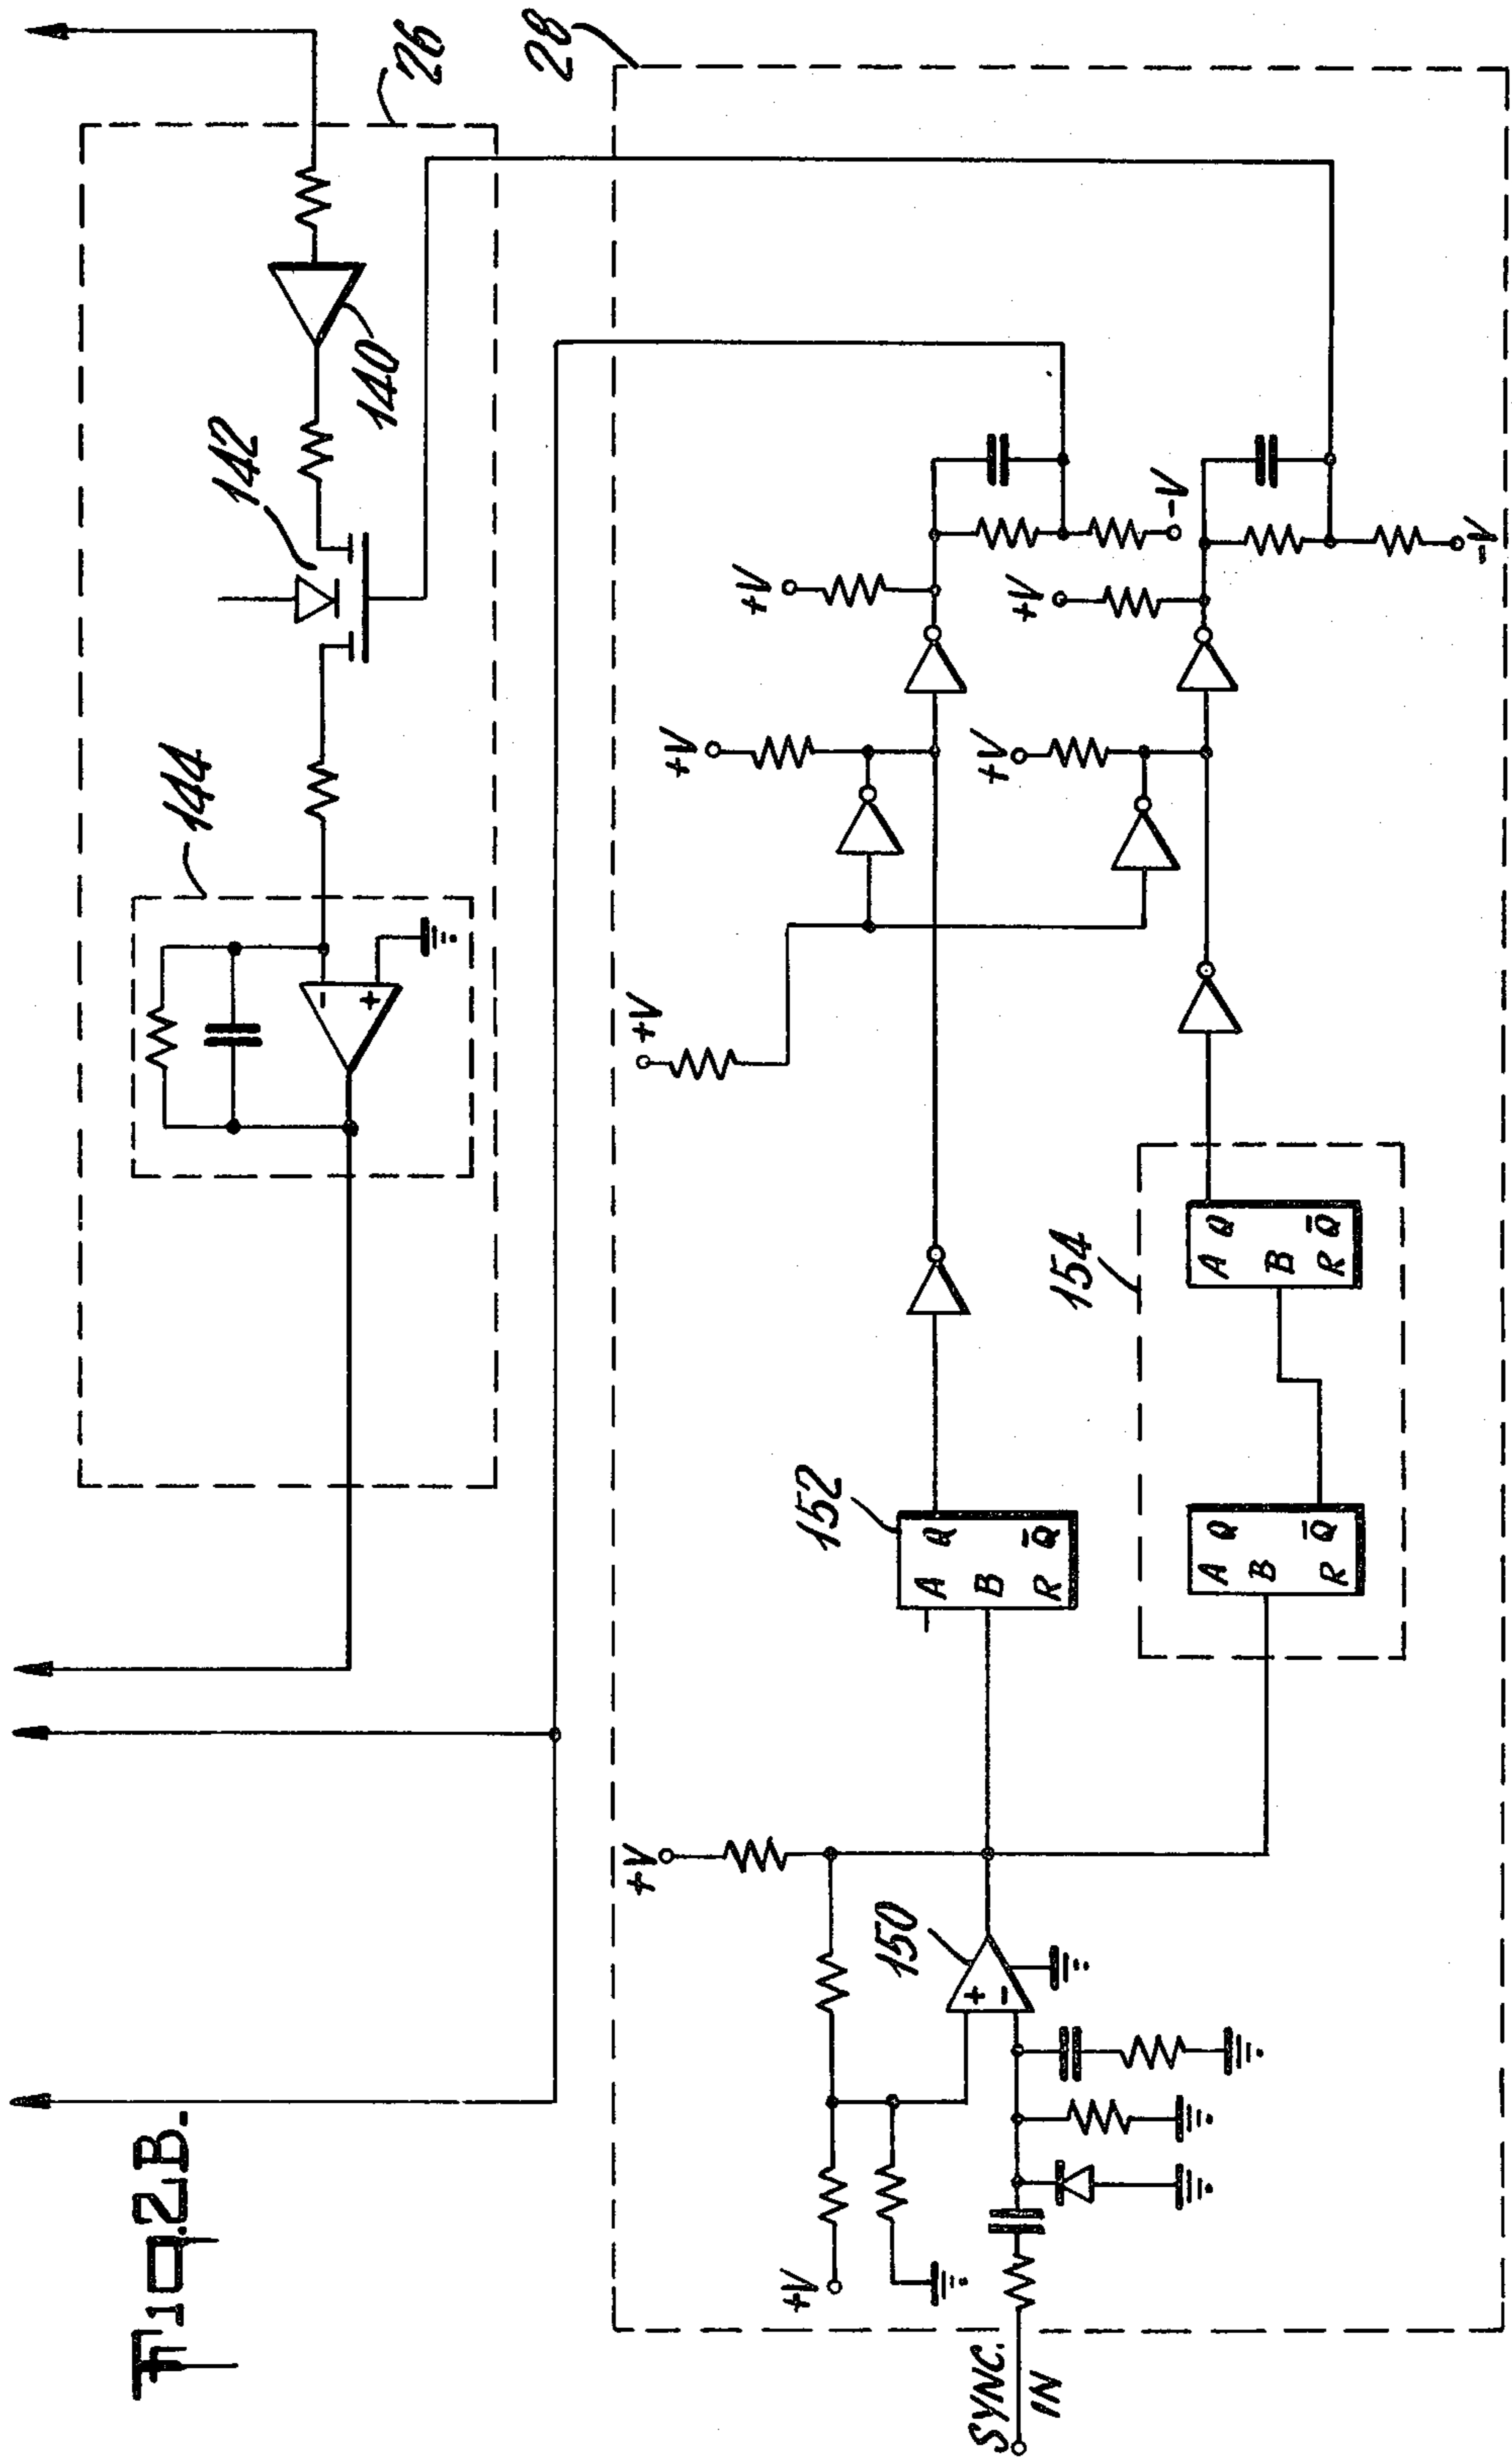 Fig.2B.
26
140
142
144
28
+V
+V
+V
-V
+V
+V
-V
+V
152
A Q
B
R Q̄
154
A Q
B
R Q̄
A Q
B
R Q̄
-
+
150
+
-
+V
SYNC.
IN